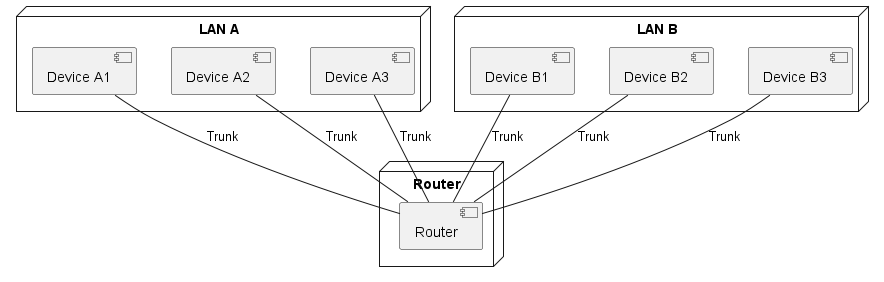 LAN A
LAN B
Device A1
Device A2
Device A3
Device B1
Device B2
Device B3
Trunk
Trunk
Trunk
Trunk
Trunk
Trunk
Router
Router